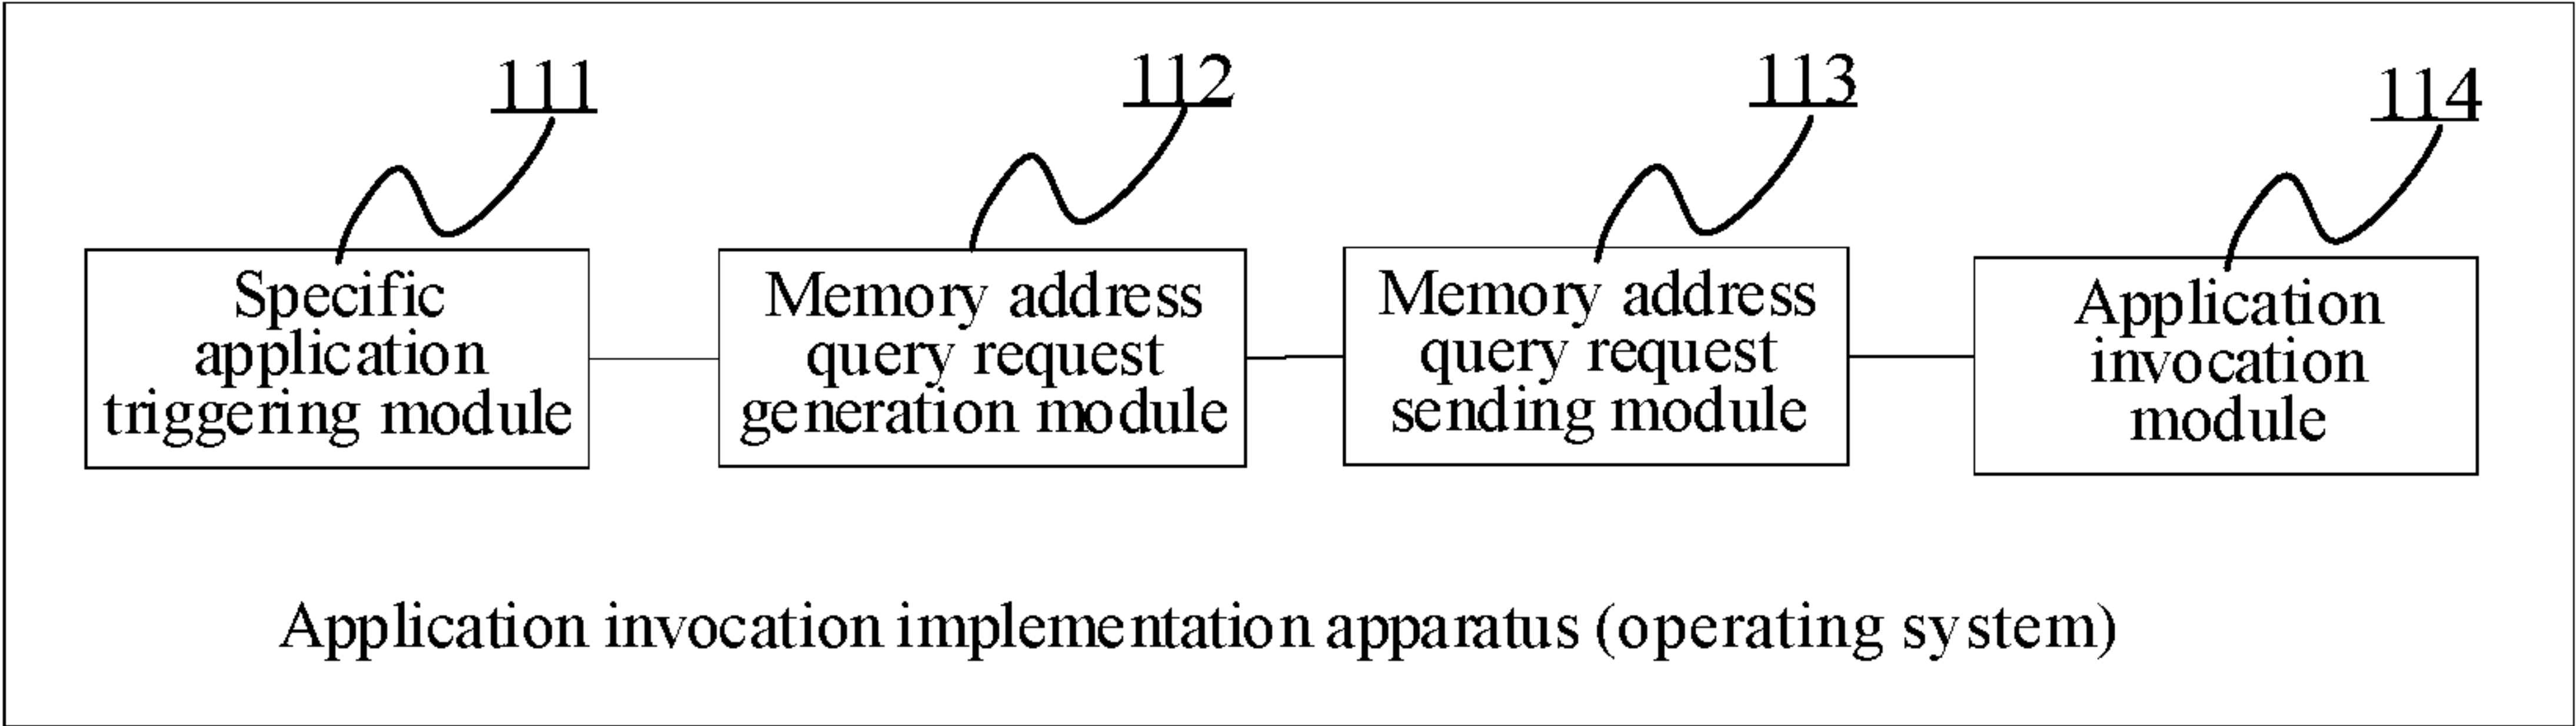 111
112
113
114
Specific
application
triggering module
Memory address
query request
generation module
Memory address
query request
sending module
Application
invocation
module
Application invocation implementation apparatus (operating system)